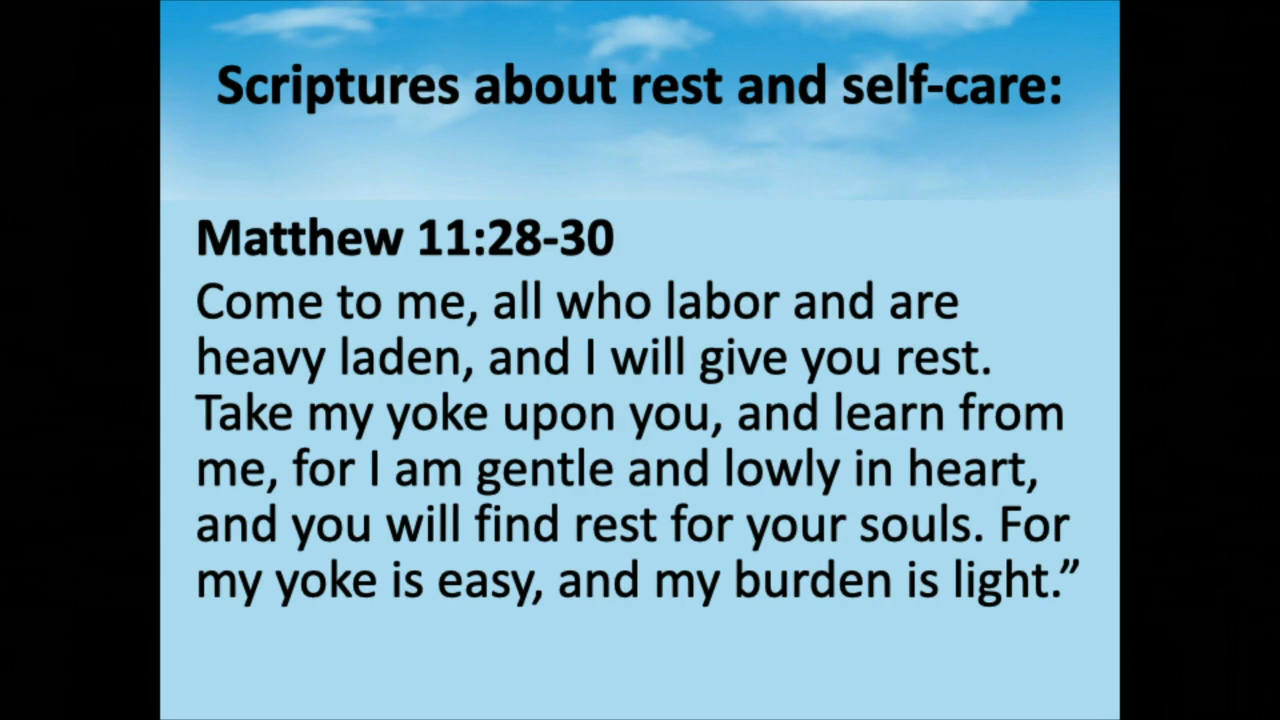 Scriptures about rest and self-care:
Matthew 11:28-30
Come to me, all who labor and are
heavy laden, and I will give you rest.
Take my yoke upon you, and learn from
me, for I am gentle and lowly in heart,
and you will find rest for your souls. For
my yoke is easy, and my burden is light.”